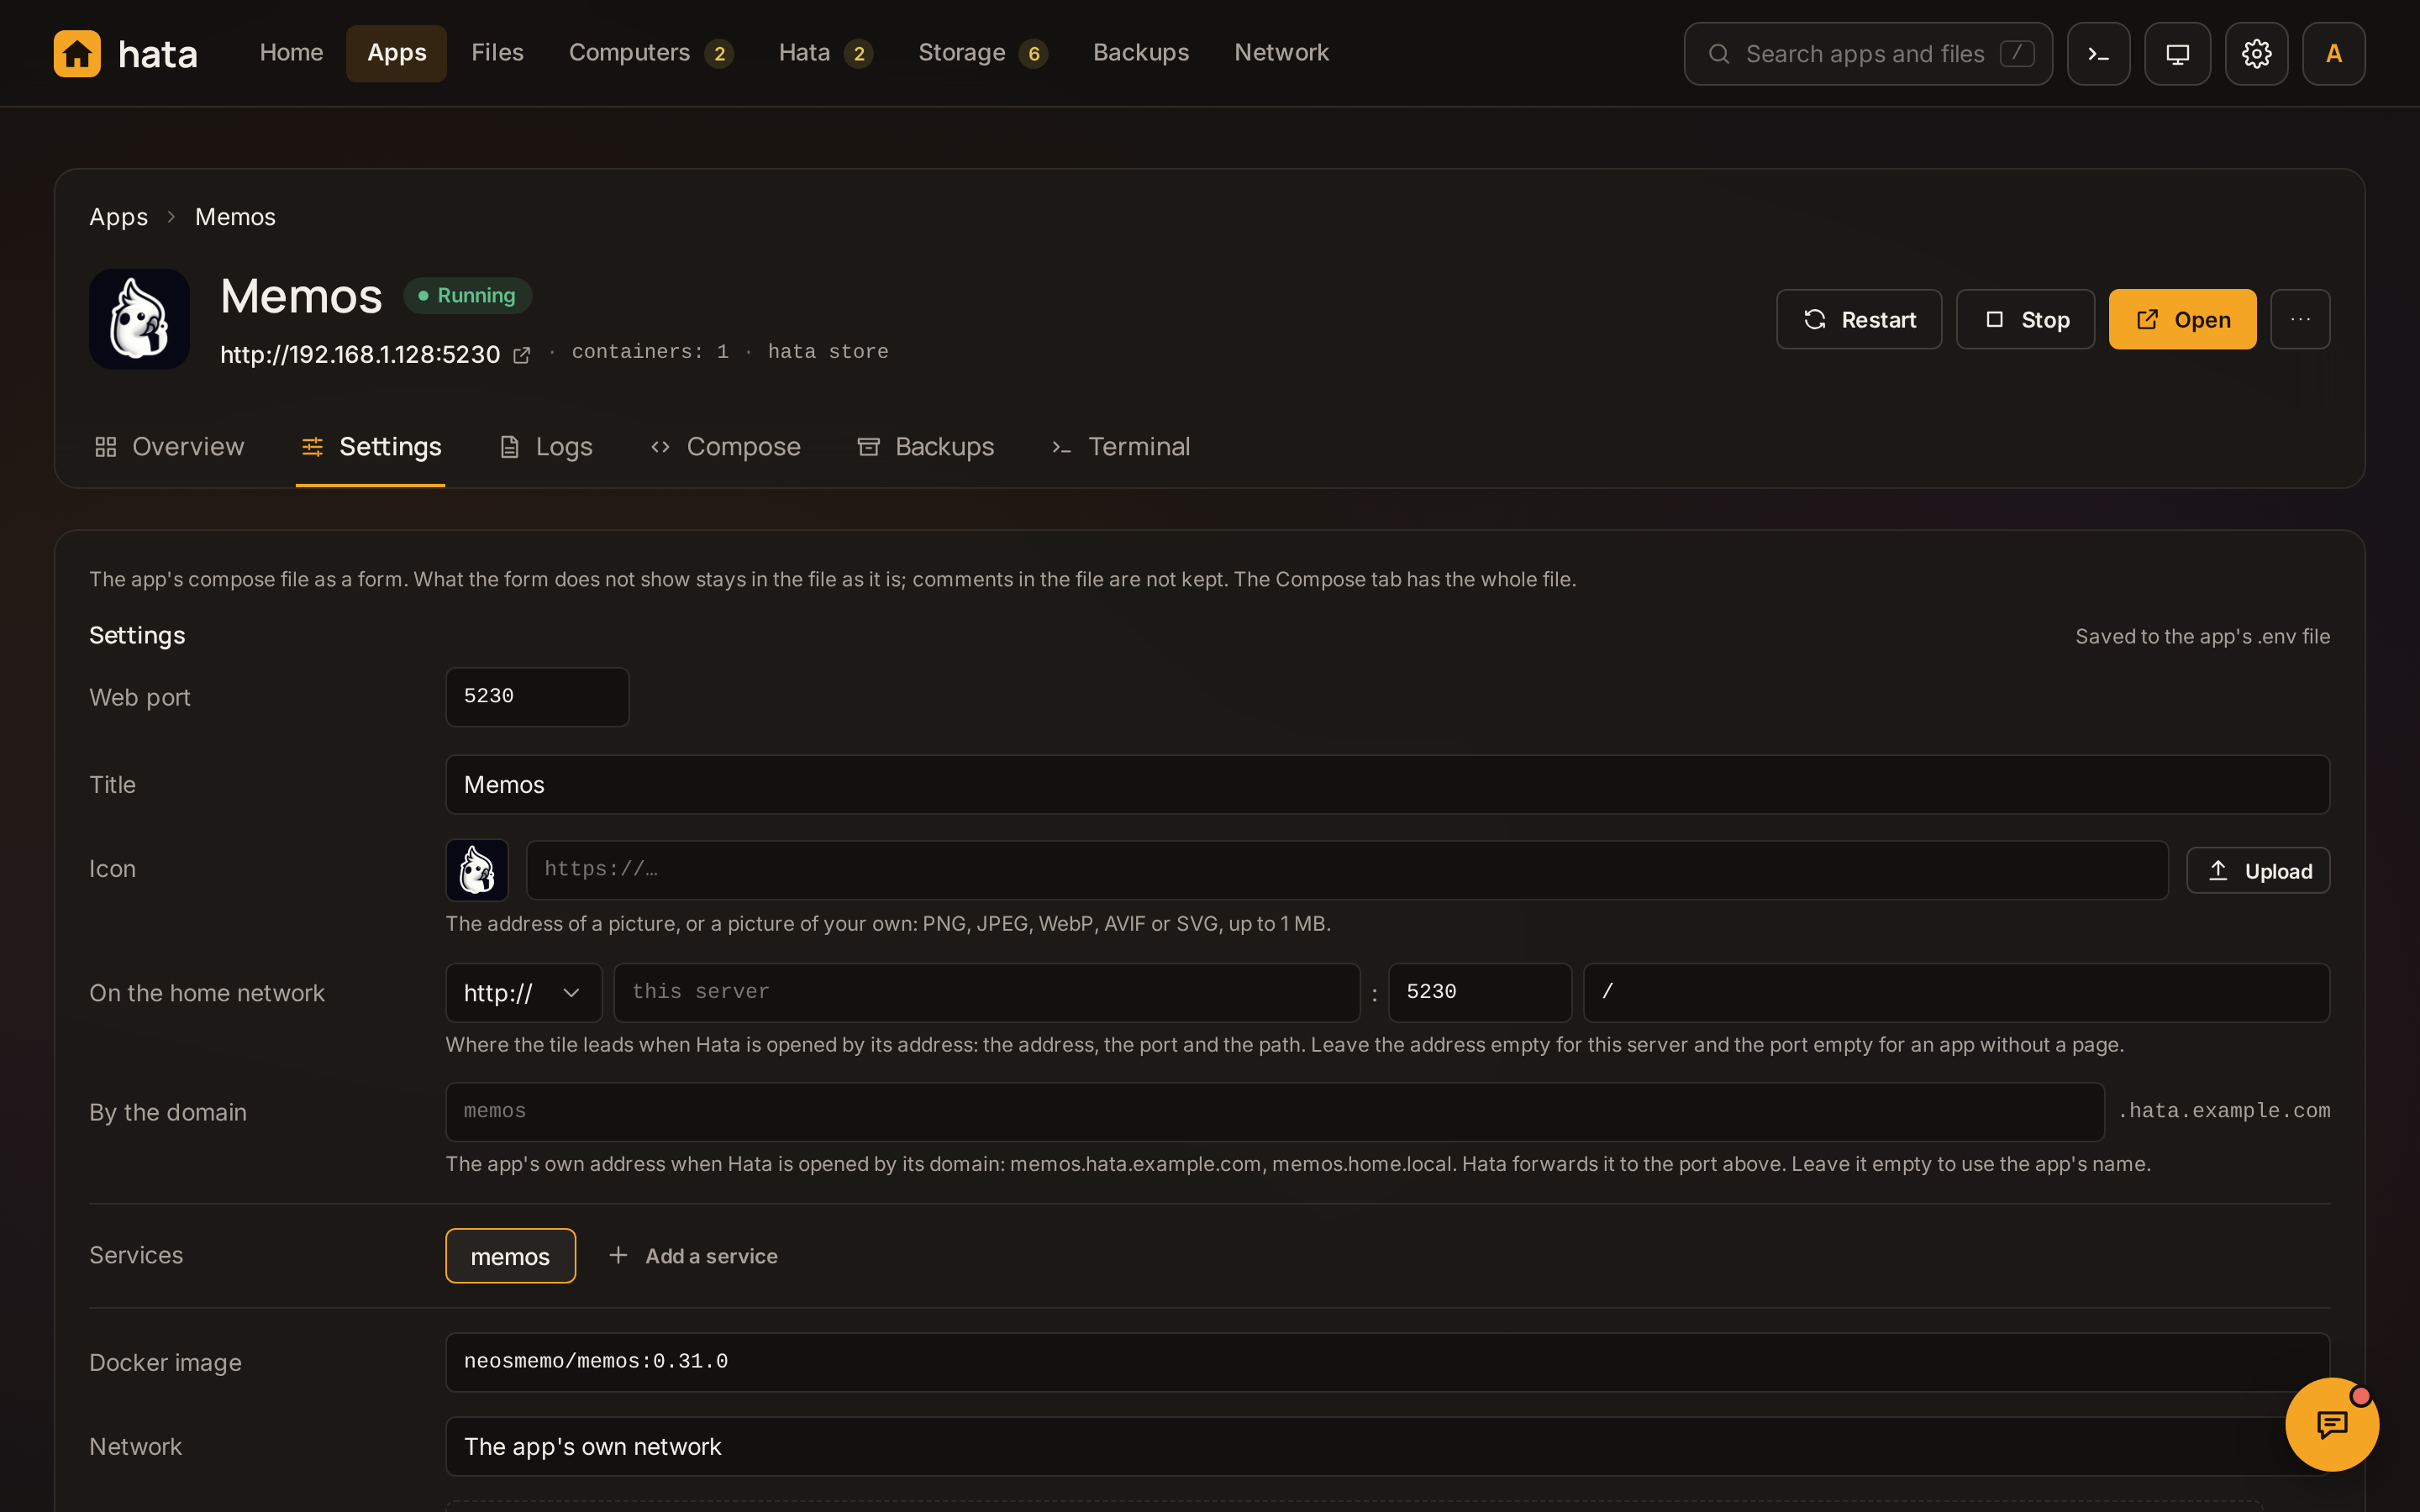 hata
Home Apps Files Computers 2 Hata 2 Storage 6 Backups Network
Search apps and files /
A
Apps > Memos
Memos
Running
http://192.168.1.128:5230 · containers: 1 · hata store
Restart Stop Open ...
Overview Settings Logs Compose Backups Terminal
The app's compose file as a form. What the form does not show stays in the file as it is; comments in the file are not kept. The Compose tab has the whole file.
Settings
Saved to the app's .env file
Web port 5230
Title Memos
Icon https://… Upload
The address of a picture, or a picture of your own: PNG, JPEG, WebP, AVIF or SVG, up to 1 MB.
On the home network http:// this server : 5230 /
Where the tile leads when Hata is opened by its address: the address, the port and the path. Leave the address empty for this server and the port empty for an app without a page.
By the domain memos .hata.example.com
The app's own address when Hata is opened by its domain: memos.hata.example.com, memos.home.local. Hata forwards it to the port above. Leave it empty to use the app's name.
Services memos + Add a service
Docker image neosmemo/memos:0.31.0
Network The app's own network